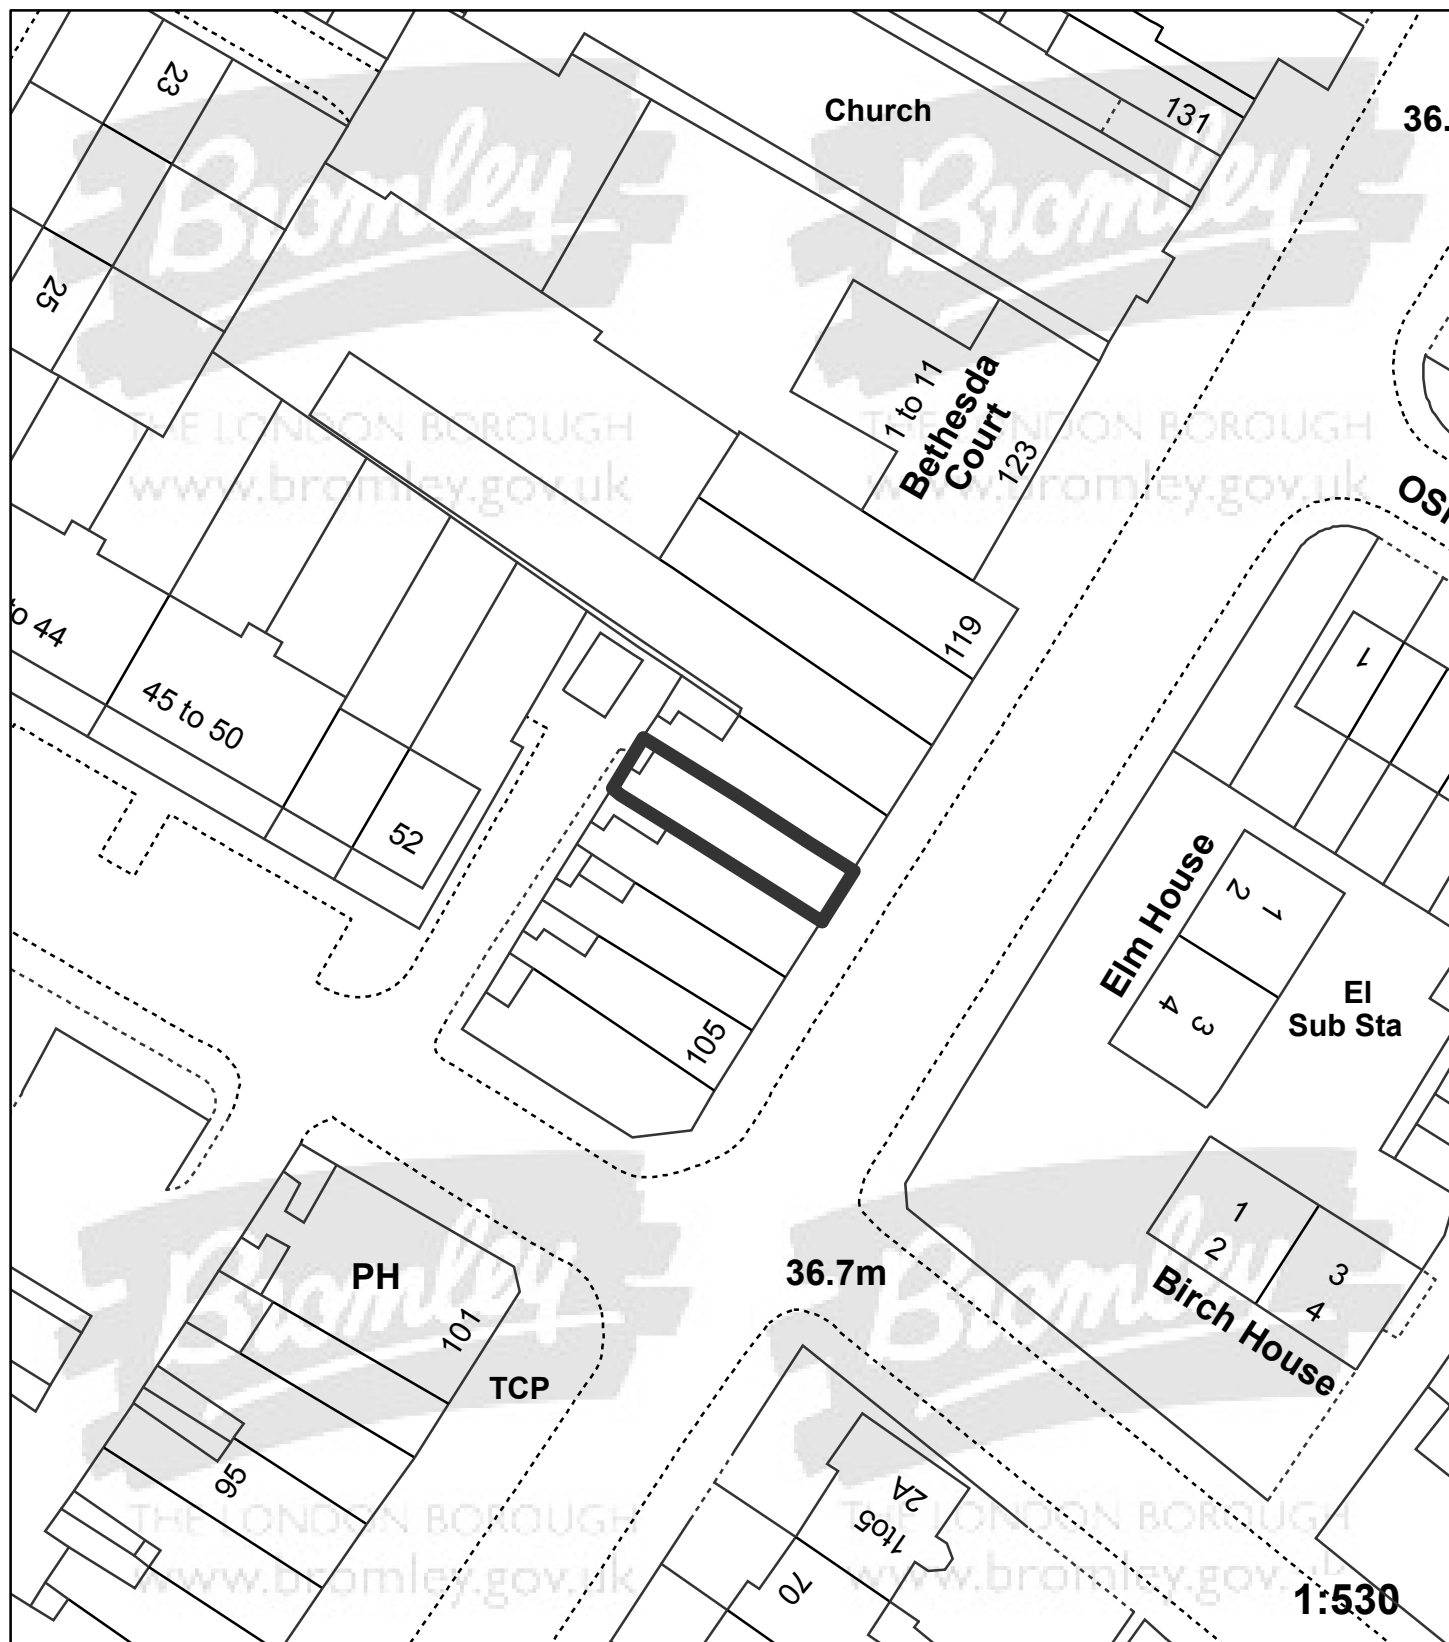 23
Church
131
36.
25
1 to 11
Bethesda
Court
123
to 44
119
45 to 50
1
52
Elm House
2
1
4
3
El
Sub Sta
105
PH
101
TCP
36.7m
1
2
3
4
Birch House
95
2A
1to5
70
1:530
Bromley
THE LONDON BOROUGH
www.bromley.gov.uk
Bromley
THE LONDON BOROUGH
www.bromley.gov.uk
Bromley
THE LONDON BOROUGH
www.bromley.gov.uk
Bromley
THE LONDON BOROUGH
www.bromley.gov.uk